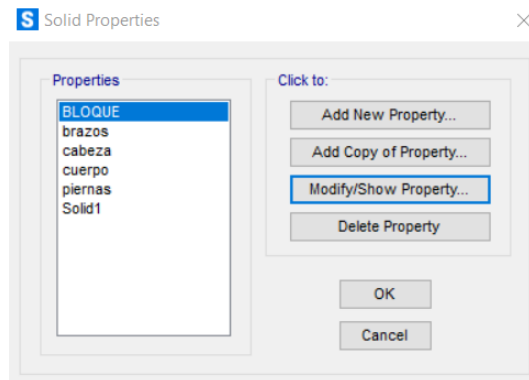 S Solid Properties
Properties
BLOQUE
brazos
cabeza
cuerpo
piernas
Solid1
Click to:
Add New Property...
Add Copy of Property...
Modify/Show Property...
Delete Property
OK
Cancel